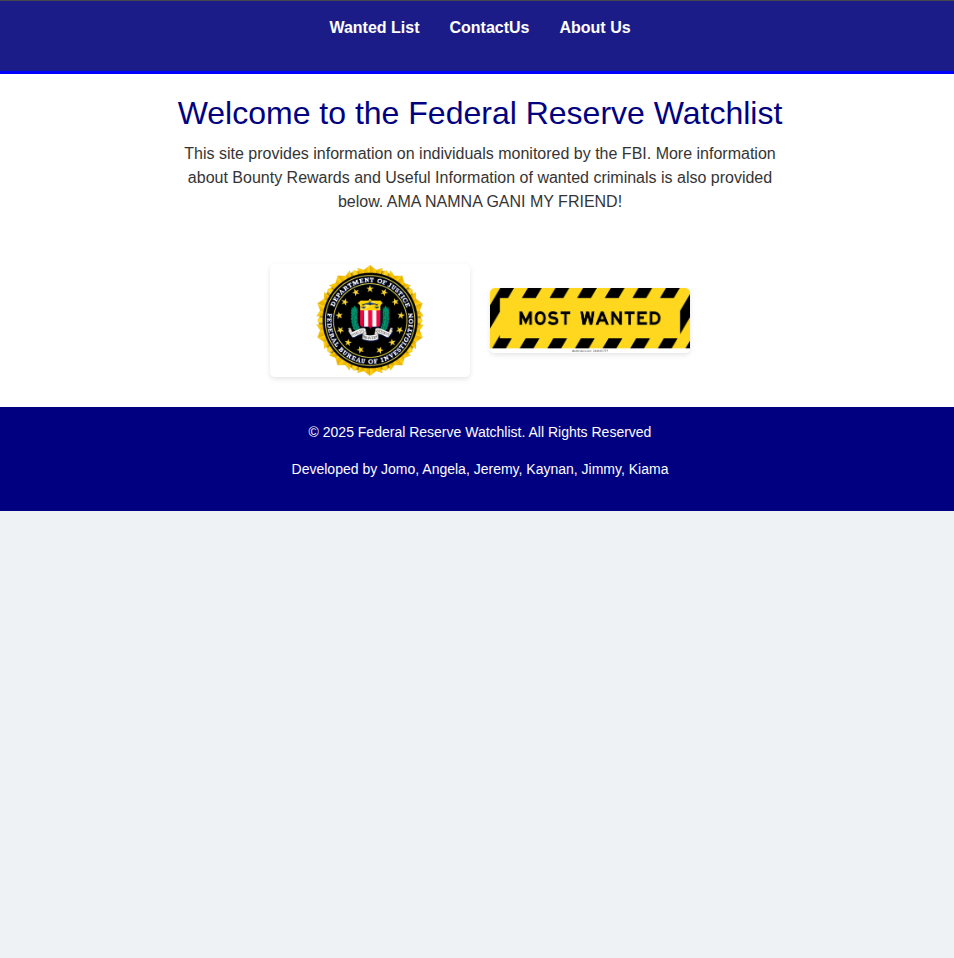 Wanted List ContactUs About Us
Welcome to the Federal Reserve Watchlist
This site provides information on individuals monitored by the FBI. More information
about Bounty Rewards and Useful Information of wanted criminals is also provided
below. AMA NAMNA GANI MY FRIEND!
DEPARTMENT OF JUSTICE
FEDERAL BUREAU OF INVESTIGATION
MOST WANTED
© 2025 Federal Reserve Watchlist. All Rights Reserved
Developed by Jomo, Angela, Jeremy, Kaynan, Jimmy, Kiama